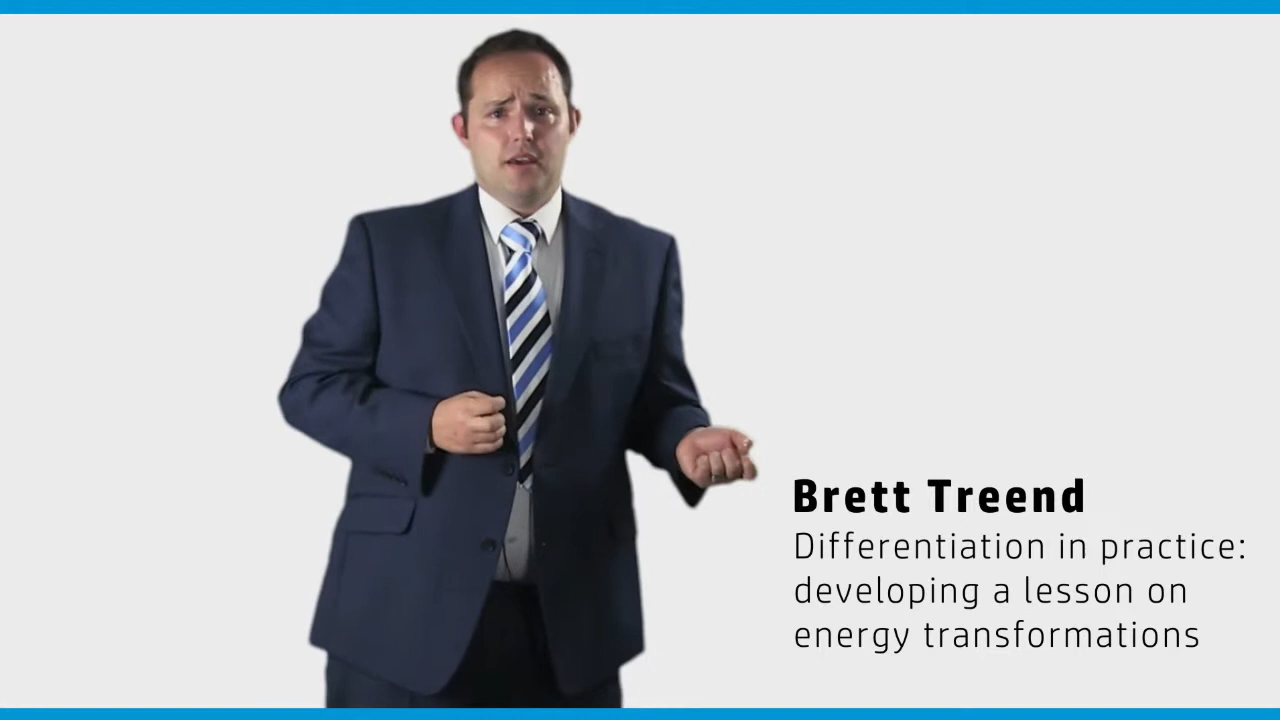 Brett Treend
Differentiation in practice:
developing a lesson on
energy transformations